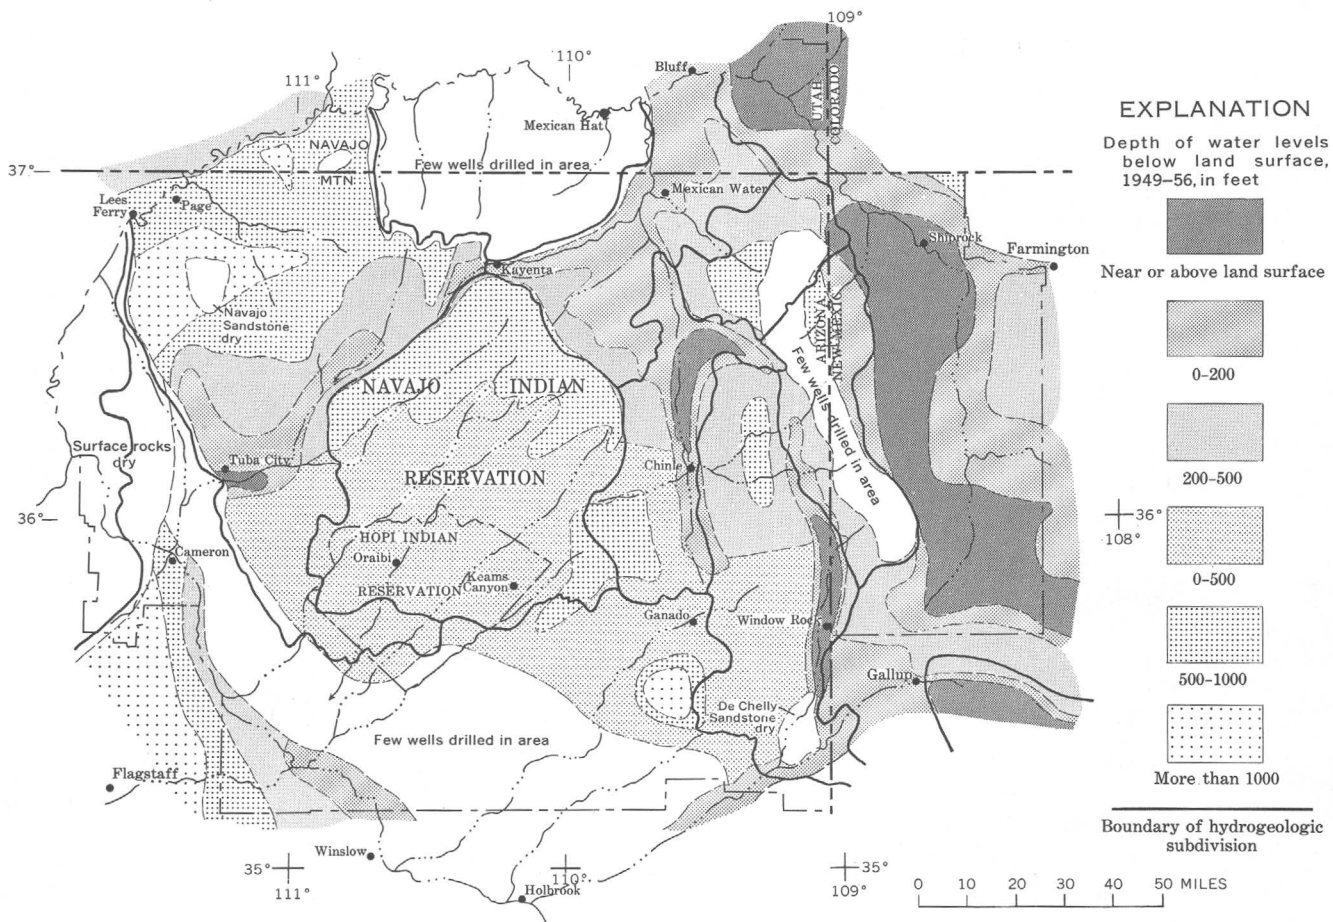 109°
110°
111°
Bluff
UTAH
COLORADO
Mexican Hat
NAVAJO
MTN
Few wells drilled in area
37°
Mexican Water
Lees
Ferry
Page
Shiprock
Farmington
Kayenta
Navajo
Sandstone
dry
ARIZONA
NEW MEXICO
NAVAJO INDIAN
RESERVATION
Few wells drilled in area
Surface rocks
dry
Tuba City
Chinle
36°
HOPI INDIAN
RESERVATION
Oraibi
Keams
Canyon
Cameron
Ganado
Window Rock
Gallup
De Chelly
Sandstone
dry
Few wells drilled in area
Flagstaff
Winslow
Holbrook
35°
111°
110°
35°
109°
36°
108°
EXPLANATION
Depth of water levels
below land surface,
1949–56, in feet
Near or above land surface
0–200
200–500
0–500
500–1000
More than 1000
Boundary of hydrogeologic
subdivision
0 10 20 30 40 50 MILES